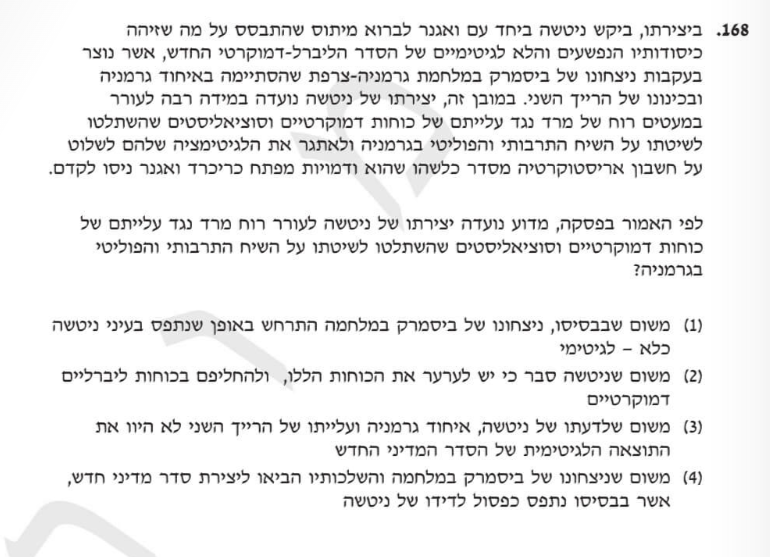 168. ביצירתו, ביקש ניטשה ביחד עם ואגנר לברוא מיתוס שהתבסס על מה שזיהה
כיסודותיו הנפשעים והלא לגיטימיים של הסדר הליברל-דמוקרטי החדש, אשר נוצר
בעקבות ניצחונו של ביסמרק במלחמת גרמניה-צרפת שהסתיימה באיחוד גרמניה
ובכינונו של הרייך השני. במובן זה, יצירתו של ניטשה נועדה במידה רבה לעורר
במעטים רוח של מרד נגד עלייתם של כוחות דמוקרטיים וסוציאליסטים שהשתלטו
לשיטתו על השיח התרבותי והפוליטי בגרמניה ולאתגר את הלגיטימציה שלהם לשלוט
על חשבון אריסטוקרטיה מסדר כלשהו שהוא ודמויות מפתח כריכרד ואגנר ניסו לקדם.
לפי האמור בפסקה, מדוע נועדה יצירתו של ניטשה לעורר רוח מרד נגד עלייתם של
כוחות דמוקרטיים וסוציאליסטים שהשתלטו לשיטתו על השיח התרבותי והפוליטי
בגרמניה?
(1) משום שבבסיסו, ניצחונו של ביסמרק במלחמה התרחש באופן שנתפס בעיני ניטשה
כלא – לגיטימי
(2) משום שניטשה סבר כי יש לערער את הכוחות הללו, ולהחליפם בכוחות ליברליים
דמוקרטיים
(3) משום שלדעתו של ניטשה, איחוד גרמניה ועלייתו של הרייך השני לא היוו את
התוצאה הלגיטימית של הסדר המדיני החדש
(4) משום שניצחונו של ביסמרק במלחמה והשלכותיו הביאו ליצירת סדר מדיני חדש,
אשר בבסיסו נתפס כפסול לדידו של ניטשה